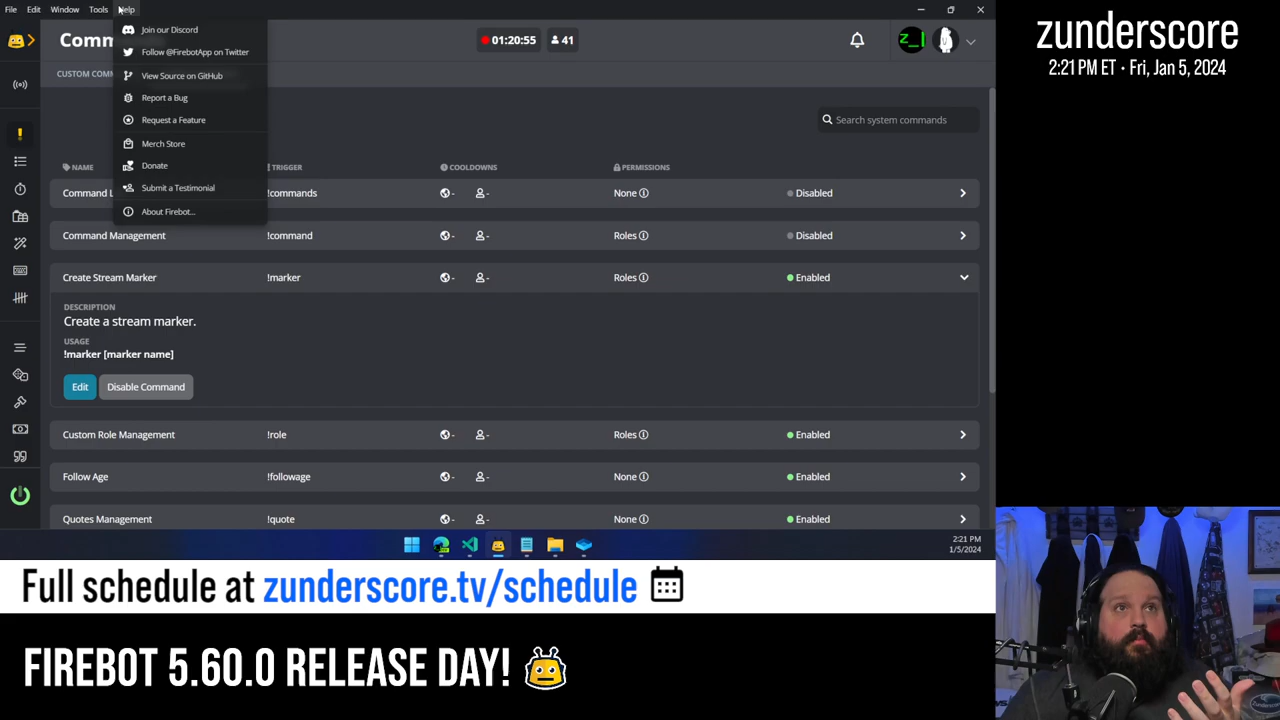 File Edit Window Tools Help
Join our Discord
Follow @FirebotApp on Twitter
View Source on GitHub
Report a Bug
Request a Feature
Merch Store
Donate
Submit a Testimonial
About Firebot...
01:20:55 41
z_|
Search system commands
NAME TRIGGER COOLDOWNS PERMISSIONS
!commands - - None Disabled
Command Management !command - - Roles Disabled
Create Stream Marker !marker - - Roles Enabled
DESCRIPTION
Create a stream marker.
USAGE
!marker [marker name]
Edit Disable Command
Custom Role Management !role - - Roles Enabled
Follow Age !followage - - None Enabled
Quotes Management !quote - - None Enabled
2:21 PM
1/5/2024
zunderscore
2:21 PM ET • Fri, Jan 5, 2024
Full schedule at zunderscore.tv/schedule
FIREBOT 5.60.0 RELEASE DAY!